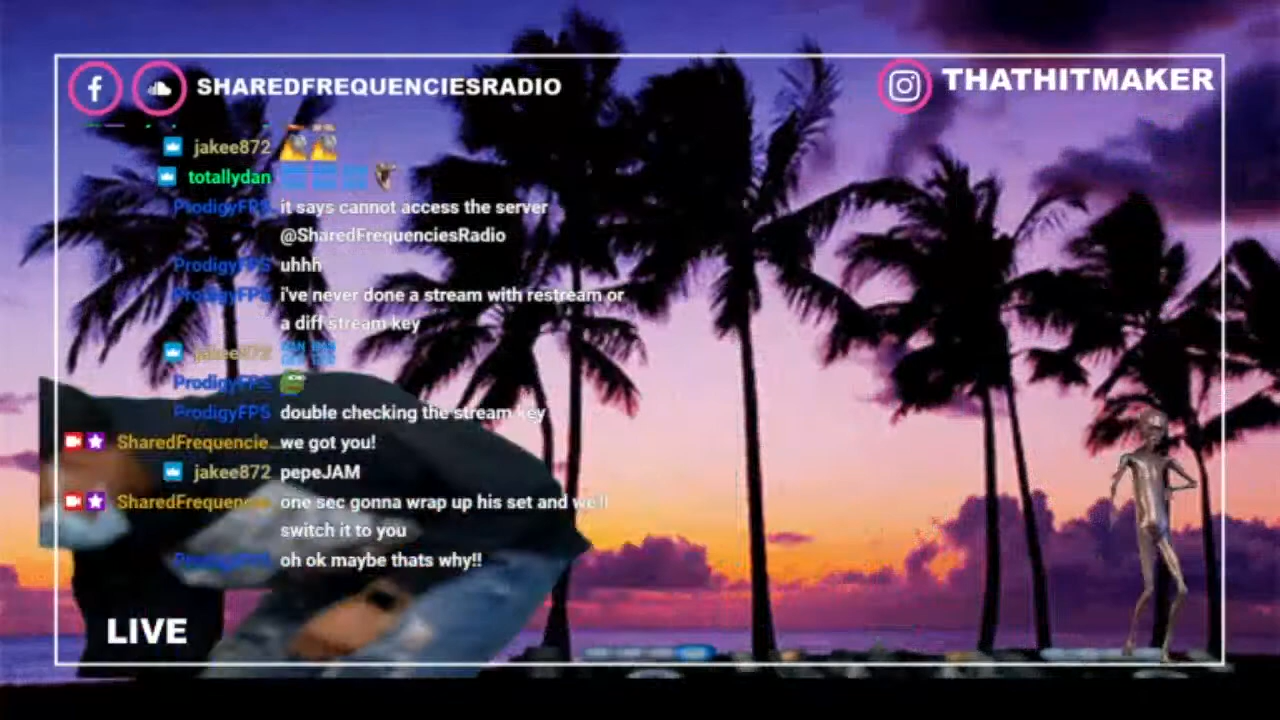 SHAREDFREQUENCIESRADIO
THATHITMAKER
jakee872
totallydan
ProdigyFPS it says cannot access the server
@SharedFrequenciesRadio
ProdigyFPS uhhh
ProdigyFPS i've never done a stream with restream or
a diff stream key
jakee872
ProdigyFPS
ProdigyFPS double checking the stream key
SharedFrequencie... we got you!
jakee872 pepeJAM
SharedFrequencie... one sec gonna wrap up his set and we'll
switch it to you
ProdigyFPS oh ok maybe thats why!!
LIVE